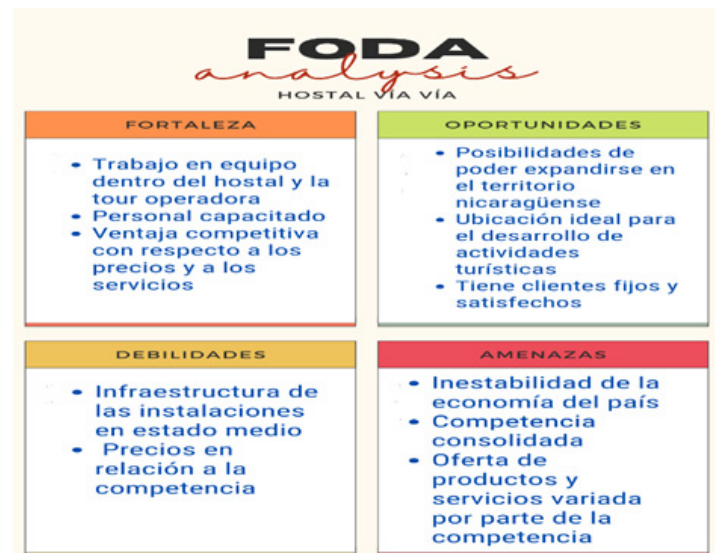 FODA
analysis
HOSTAL VÍA VÍA
FORTALEZA
• Trabajo en equipo
dentro del hostal y la
tour operadora
• Personal capacitado
• Ventaja competitiva
con respecto a los
precios y a los
servicios
OPORTUNIDADES
• Posibilidades de
poder expandirse en
el territorio
nicaragüense
• Ubicación ideal para
el desarrollo de
actividades
turísticas
• Tiene clientes fijos y
satisfechos
DEBILIDADES
• Infraestructura de
las instalaciones
en estado medio
• Precios en
relación a la
competencia
AMENAZAS
• Inestabilidad de la
economía del país
• Competencia
consolidada
• Oferta de
productos y
servicios variada
por parte de la
competencia